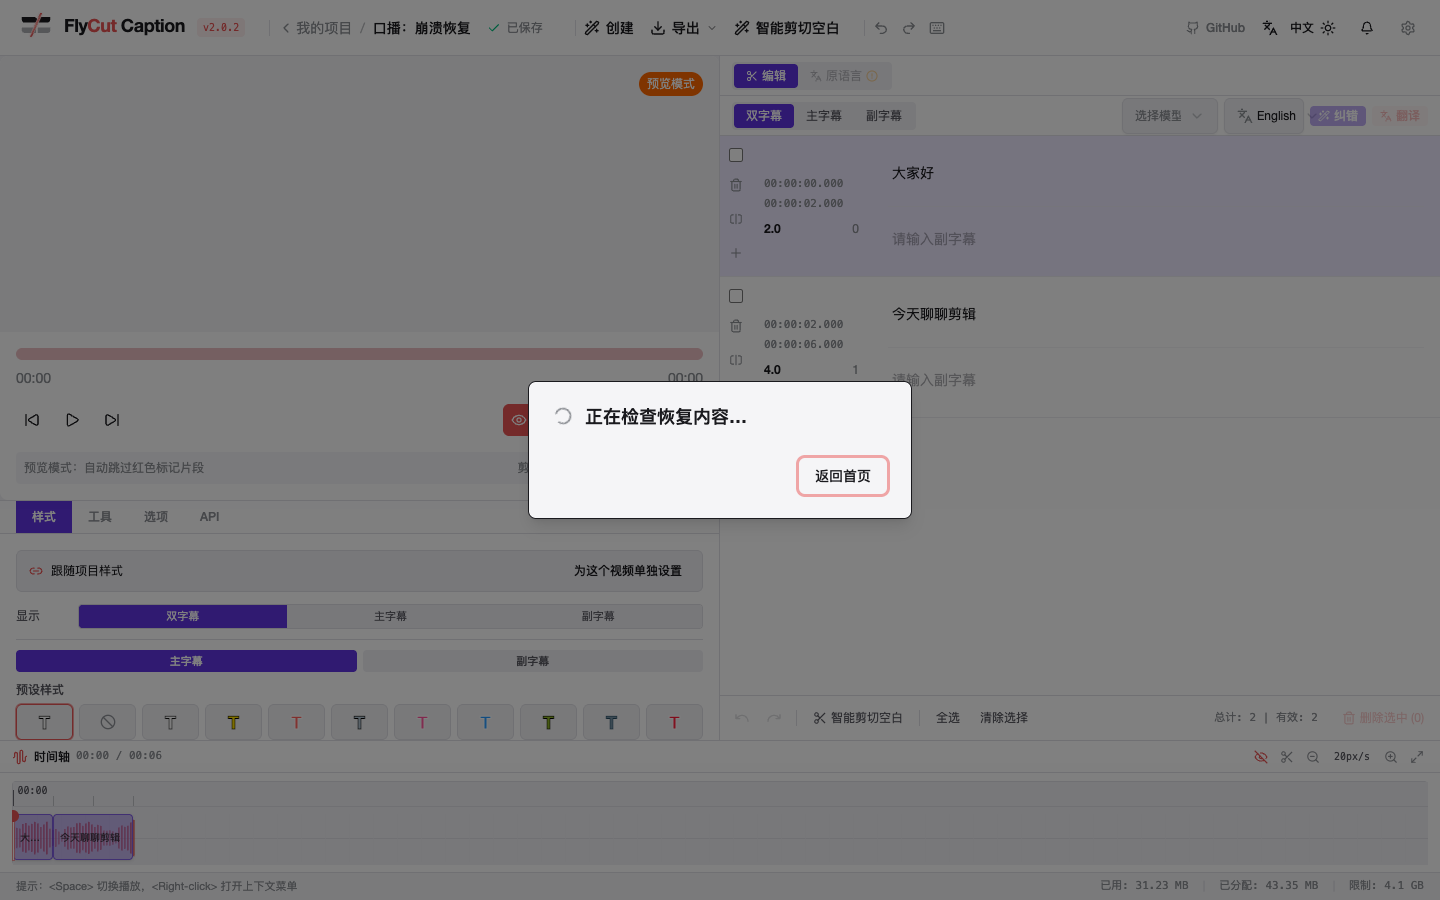 FlyCut Caption v2.0.2 我的项目 / 口播：崩溃恢复 已保存 创建 导出 智能剪切空白 GitHub 中文
预览模式
编辑 原语言
双字幕 主字幕 副字幕 选择模型 English 纠错 翻译
00:00:00.000
00:00:02.000
2.0 0
大家好
请输入副字幕
00:00:02.000
00:00:06.000
4.0 1
今天聊聊剪辑
请输入副字幕
00:00 00:00
预览模式：自动跳过红色标记片段
正在检查恢复内容...
返回首页
样式 工具 选项 API
跟随项目样式 为这个视频单独设置
显示 双字幕 主字幕 副字幕
主字幕 副字幕
预设样式
T T T T T T T T T T
智能剪切空白 全选 清除选择 总计: 2 | 有效: 2 删除选中 (0)
时间轴 00:00 / 00:06 20px/s
00:00
大... 今天聊聊剪辑
提示: <Space> 切换播放, <Right-click> 打开上下文菜单 已用: 31.23 MB 已分配: 43.35 MB 限制: 4.1 GB